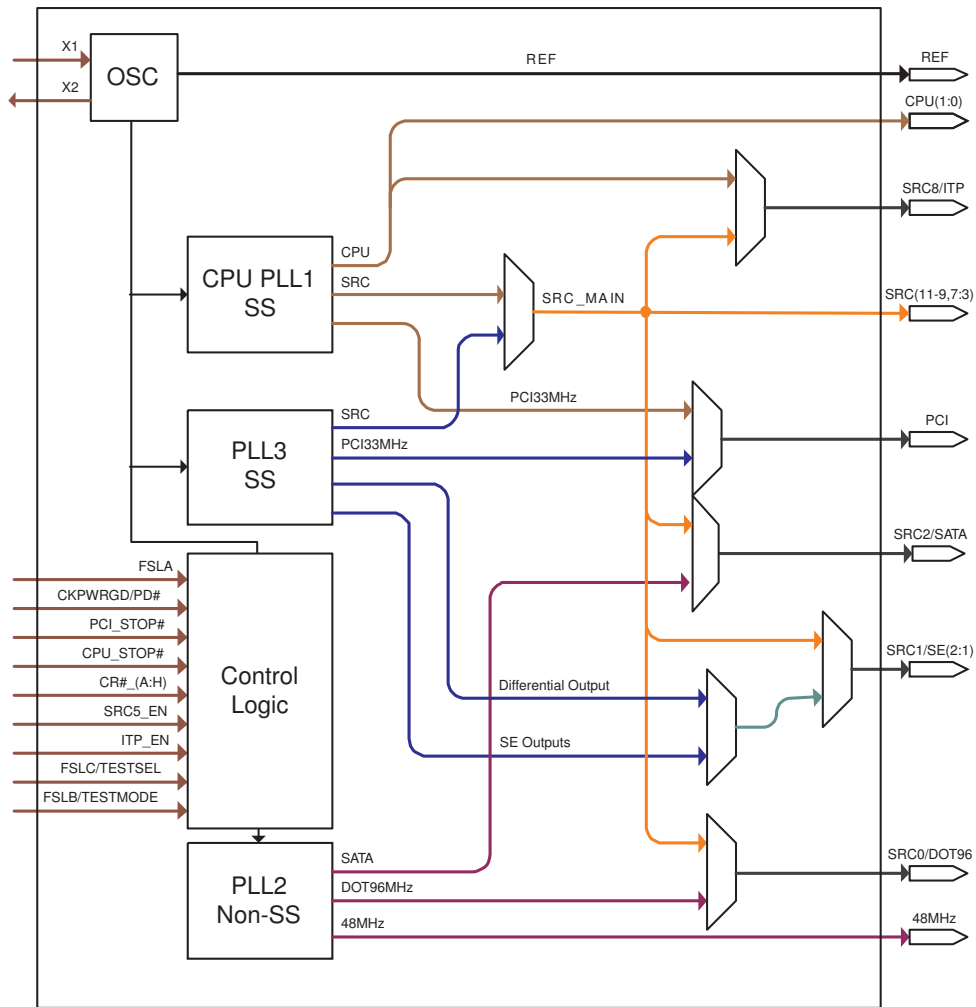 X1
X2
OSC
REF
REF
CPU(1:0)
SRC8/ITP
CPU PLL1
SS
CPU
SRC
SRC_MAIN
SRC(11-9,7:3)
PCI33MHz
PCI
PLL3
SS
SRC
PCI33MHz
SRC2/SATA
FSLA
CKPWRGD/PD#
PCI_STOP#
CPU_STOP#
CR#_(A:H)
SRC5_EN
ITP_EN
FSLC/TESTSEL
FSLB/TESTMODE
Control
Logic
Differential Output
SE Outputs
SRC1/SE(2:1)
PLL2
Non-SS
SATA
DOT96MHz
48MHz
SRC0/DOT96
48MHz